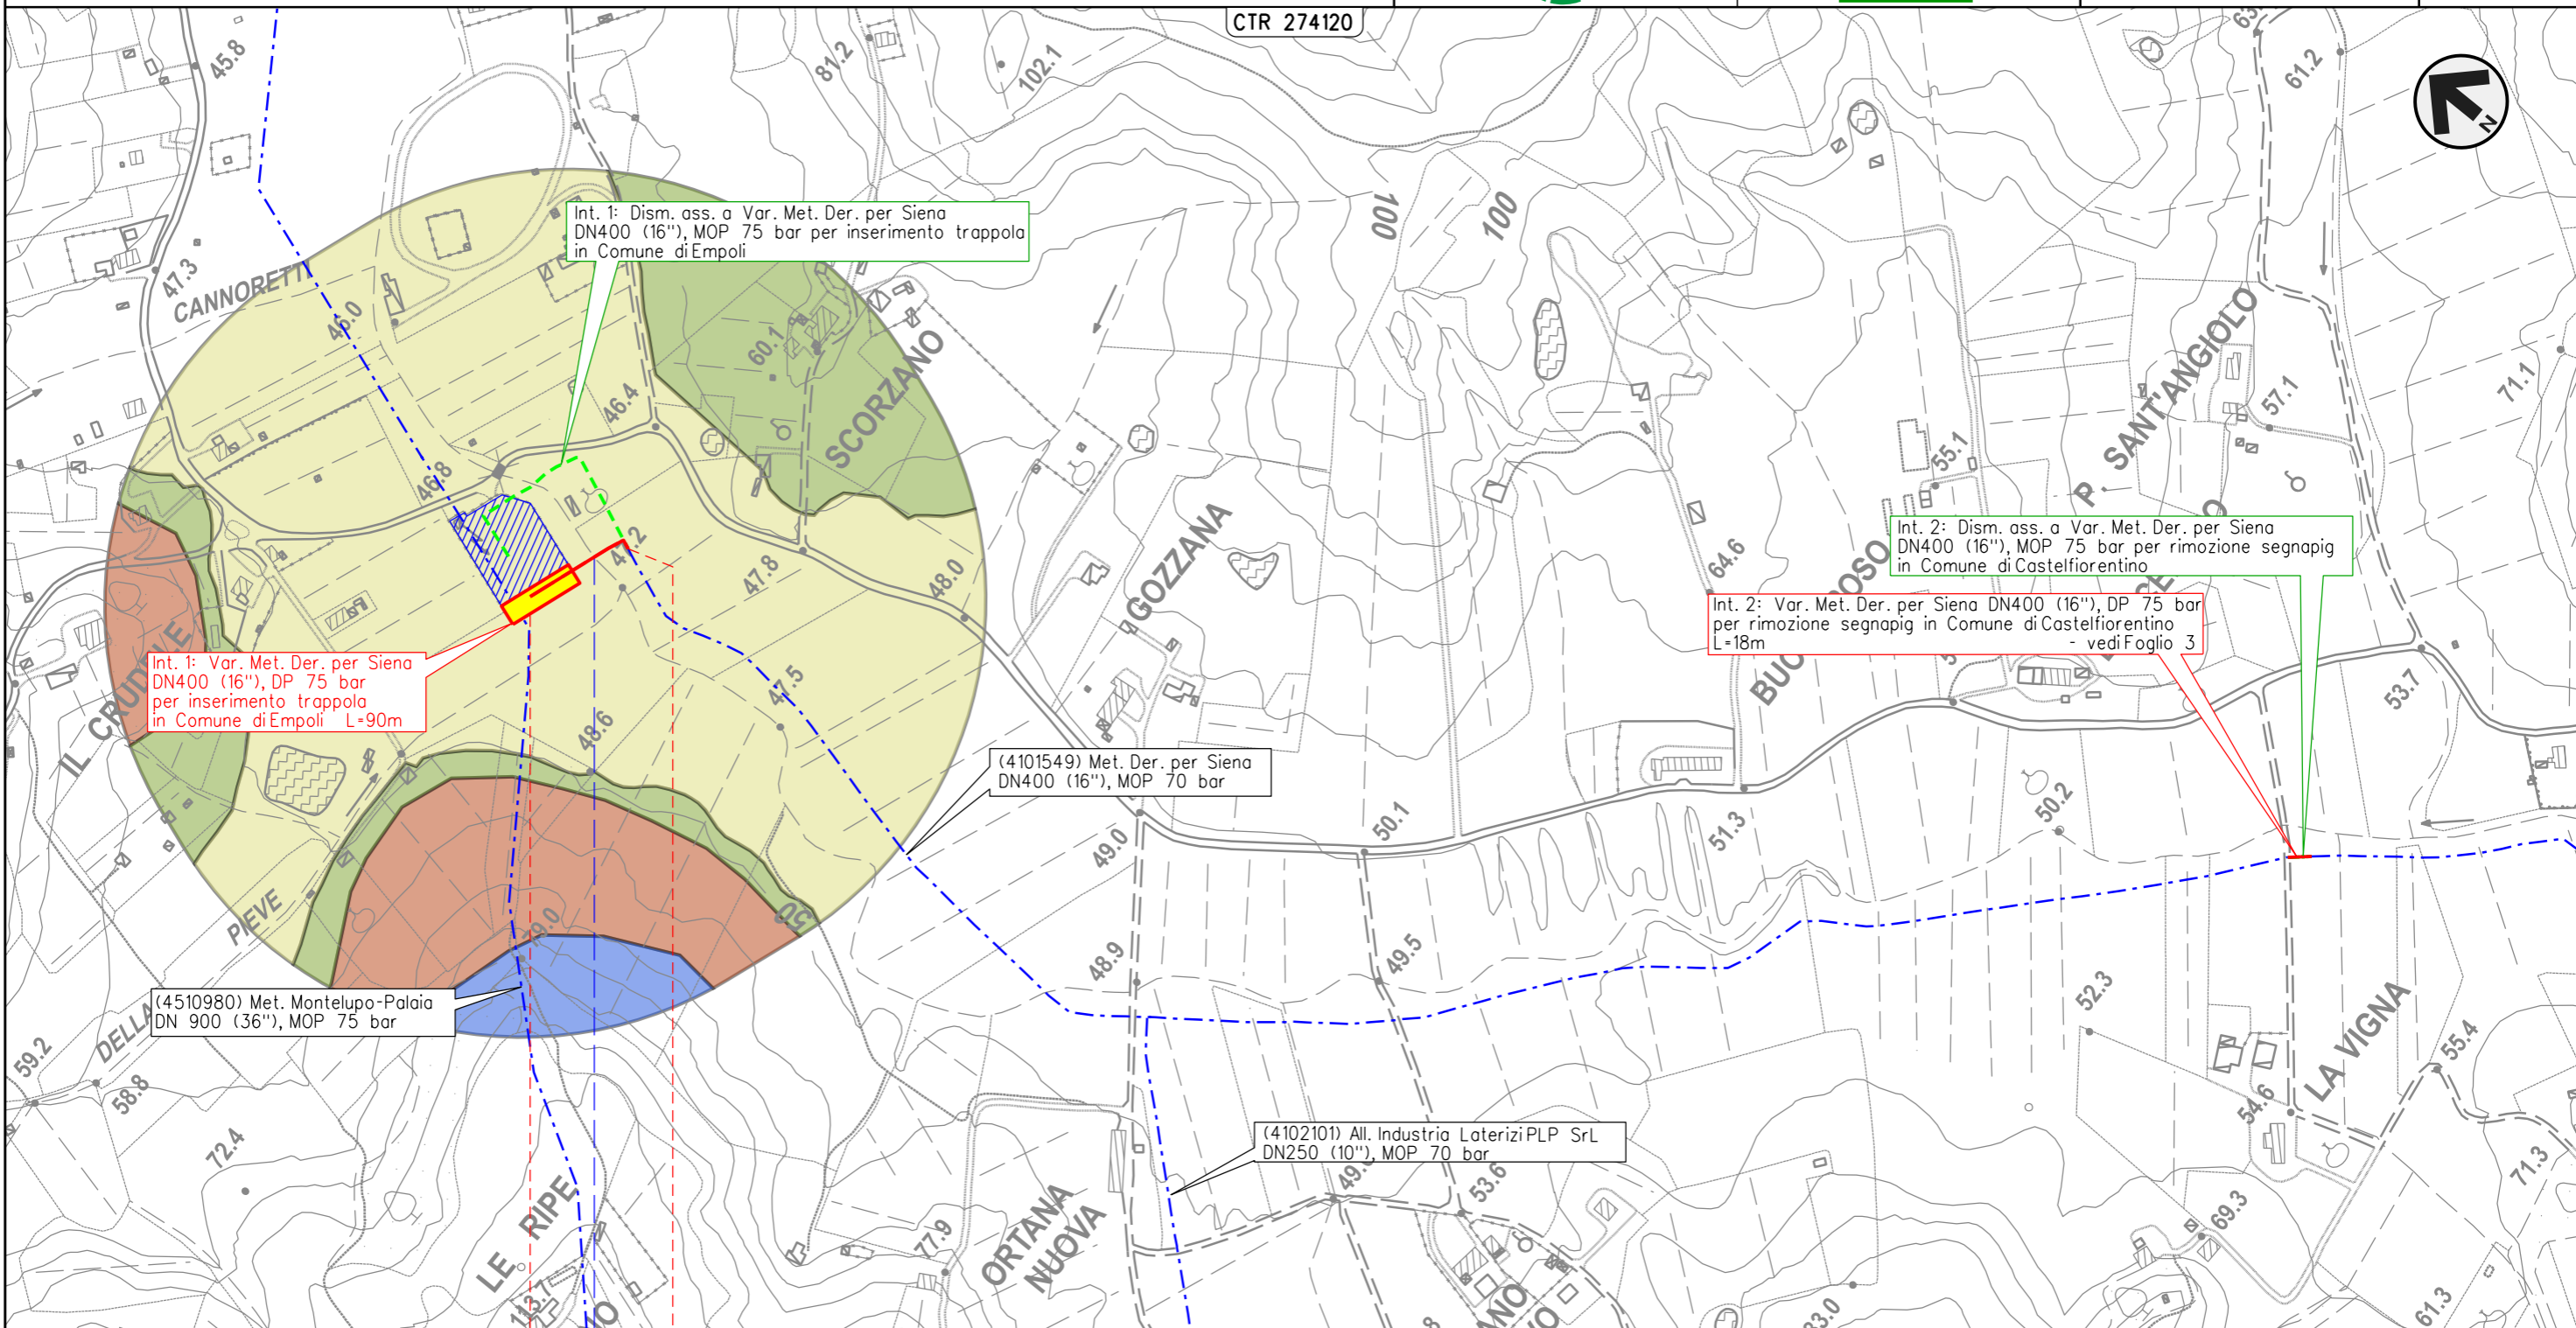 CTR 274120
N
45.8
81.2
102.1
61.2
47.3
CANNORETTI
46.0
100
100
Int. 1: Dism. ass. a Var. Met. Der. per Siena
DN400 (16"), MOP 75 bar per inserimento trappola
in Comune di Empoli
60.1
SCORZANO
46.4
46.8
47.8
48.0
GOZZANA
64.6
55.1
P. SANT'ANGIOLO
57.1
71.1
Int. 2: Dism. ass. a Var. Met. Der. per Siena
DN400 (16"), MOP 75 bar per rimozione segnapig
in Comune di Castelfiorentino
Int. 2: Var. Met. Der. per Siena DN400 (16"), DP 75 bar
per rimozione segnapig in Comune di Castelfiorentino
L=18m - vedi Foglio 3
53.7
IL CRUDELE
Int. 1: Var. Met. Der. per Siena
DN400 (16"), DP 75 bar
per inserimento trappola
in Comune di Empoli L=90m
47.5
48.6
(4101549) Met. Der. per Siena
DN400 (16"), MOP 70 bar
49.0
50.1
51.3
50.2
PIEVE
DELLA
50
79.0
48.9
49.5
52.3
LA VIGNA
55.4
54.6
(4510980) Met. Montelupo-Palaia
DN 900 (36"), MOP 75 bar
59.2
58.8
72.4
(4102101) All. Industria Laterizi PLP SrL
DN250 (10"), MOP 70 bar
53.6
69.3
71.3
LE RIPE
113.7
77.9
ORTANA
NUOVA
61.3